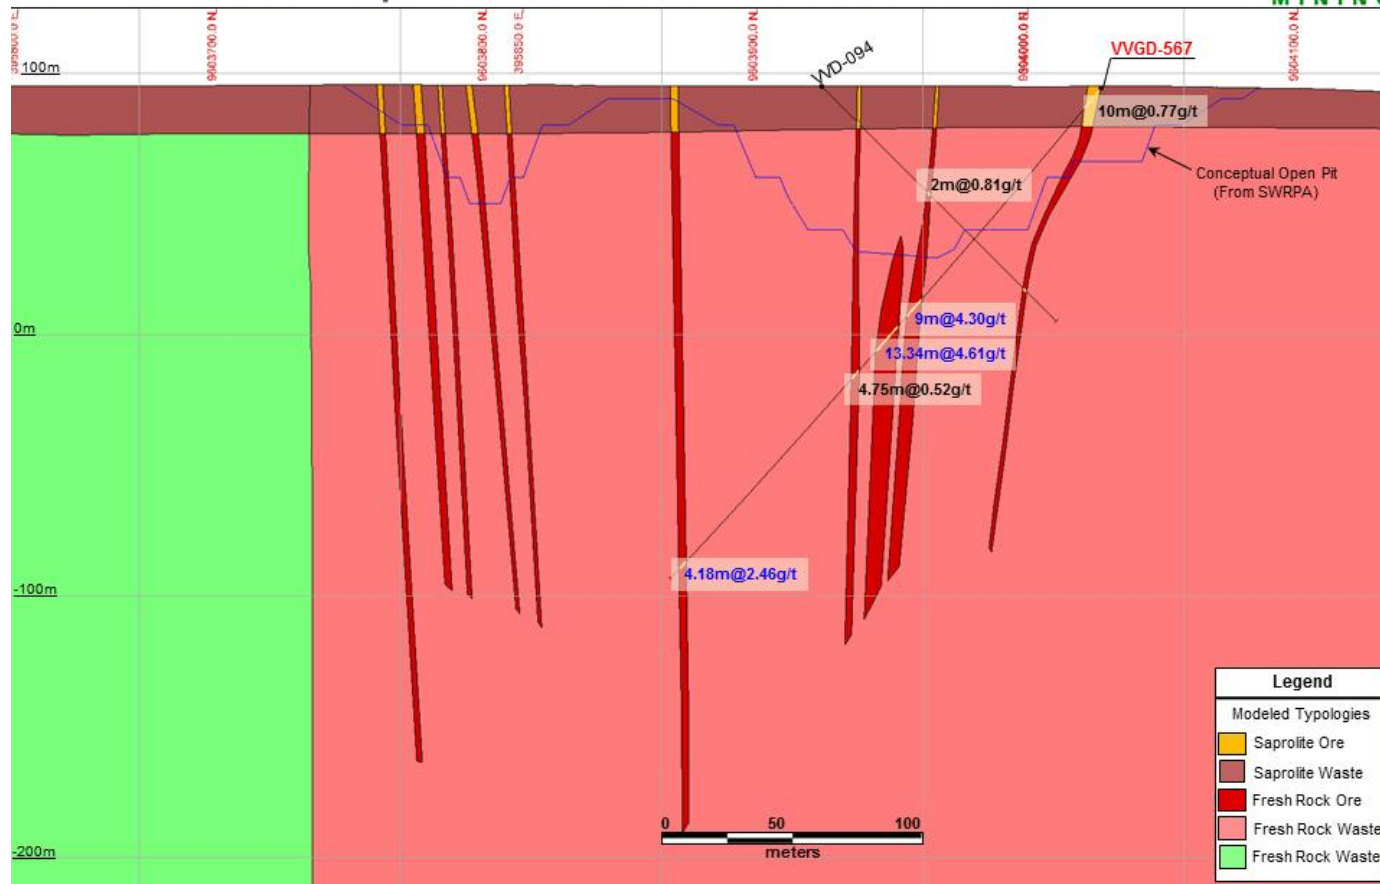 MINING
9603700.0 N
9603800.0 N
395850.0 E
9603900.0 N
9604100.0 N
VVD-094
VVGD-567
100m
10m@0.77g/t
2m@0.81g/t
Conceptual Open Pit
(From SWRPA)
0m
9m@4.30g/t
13.34m@4.61g/t
4.75m@0.52g/t
4.18m@2.46g/t
-100m
-200m
0 50 100
meters
Legend
Modeled Typologies
Saprolite Ore
Saprolite Waste
Fresh Rock Ore
Fresh Rock Waste
Fresh Rock Waste